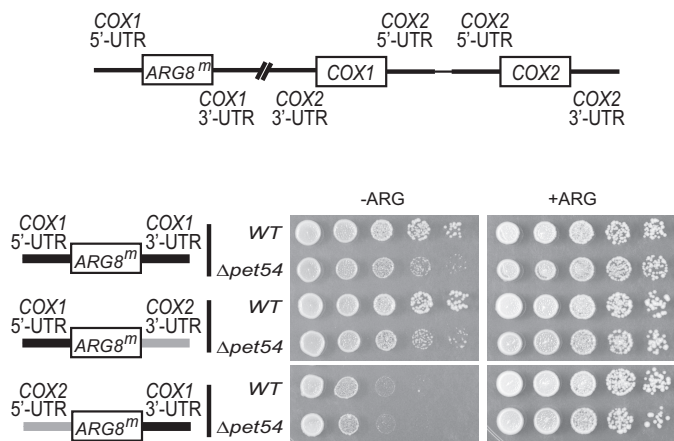 COX1 COX2 COX2
5'-UTR 5'-UTR 5'-UTR
ARG8m COX1 COX2
COX1 COX2 COX2
3'-UTR 3'-UTR 3'-UTR
-ARG +ARG
COX1 COX1
5'-UTR 3'-UTR
ARG8m
WT
Δpet54
COX1 COX2
5'-UTR 3'-UTR
ARG8m
WT
Δpet54
COX2 COX1
5'-UTR 3'-UTR
ARG8m
WT
Δpet54